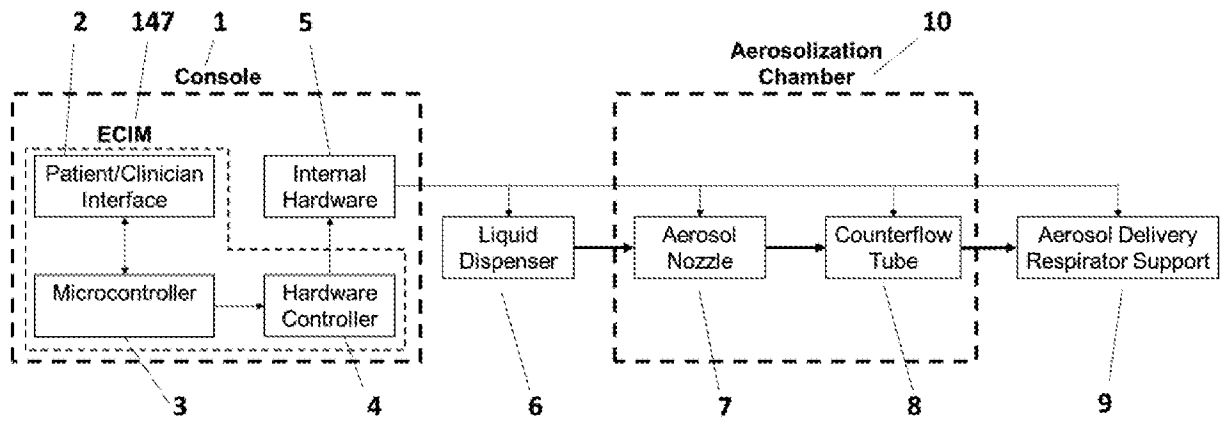 2 147 1 5 10
Console
Aerosolization
Chamber
ECIM
Patient/Clinician
Interface
Internal
Hardware
Liquid
Dispenser
Aerosol
Nozzle
Counterflow
Tube
Aerosol Delivery
Respirator Support
Microcontroller
Hardware
Controller
3 4 6 7 8 9